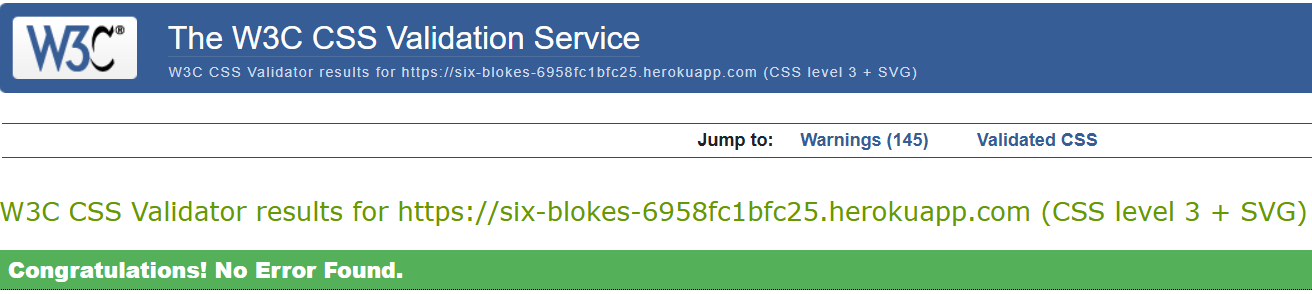 W3C®
The W3C CSS Validation Service
W3C CSS Validator results for https://six-blokes-6958fc1bfc25.herokuapp.com (CSS level 3 + SVG)
Jump to: Warnings (145) Validated CSS
W3C CSS Validator results for https://six-blokes-6958fc1bfc25.herokuapp.com (CSS level 3 + SVG)
Congratulations! No Error Found.